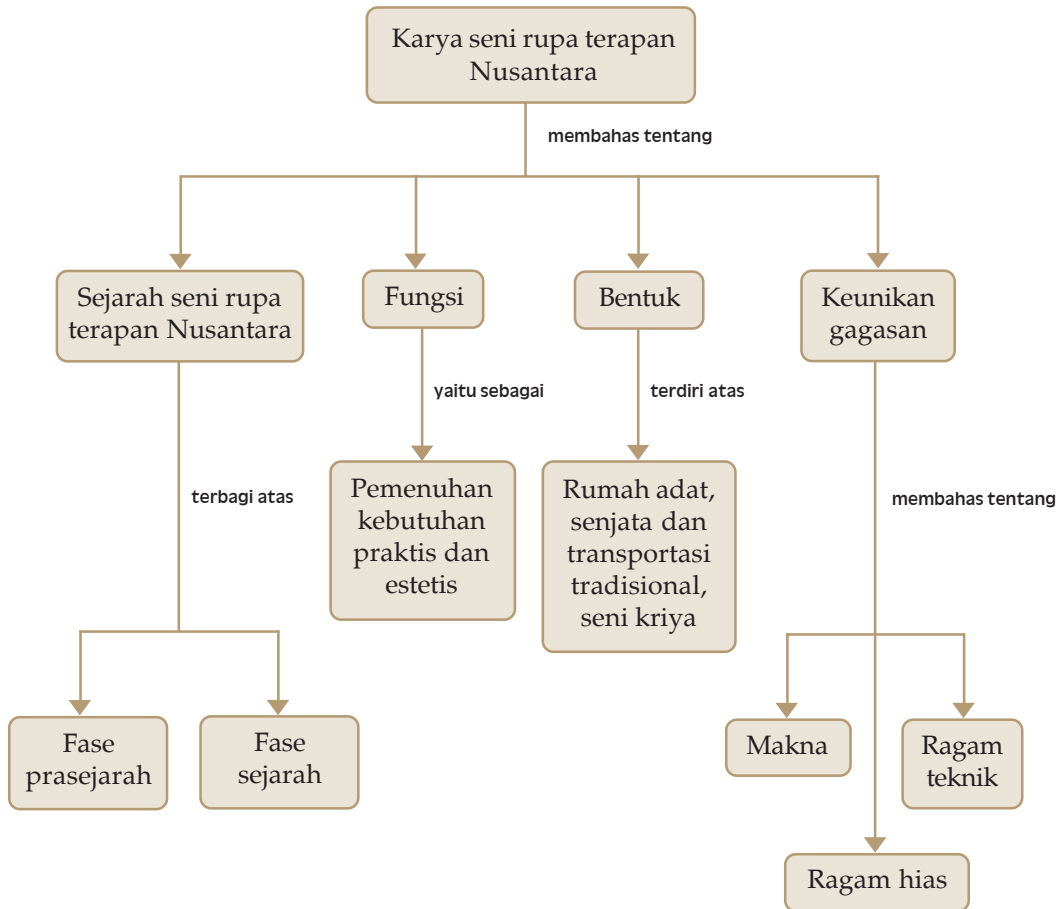 Karya seni rupa terapan
Nusantara
membahas tentang
Sejarah seni rupa
terapan Nusantara
Fungsi
Bentuk
Keunikan
gagasan
yaitu sebagai
terdiri atas
terbagi atas
Pemenuhan
kebutuhan
praktis dan
estetis
Rumah adat,
senjata dan
transportasi
tradisional,
seni kriya
membahas tentang
Fase
prasejarah
Fase
sejarah
Makna
Ragam
teknik
Ragam hias